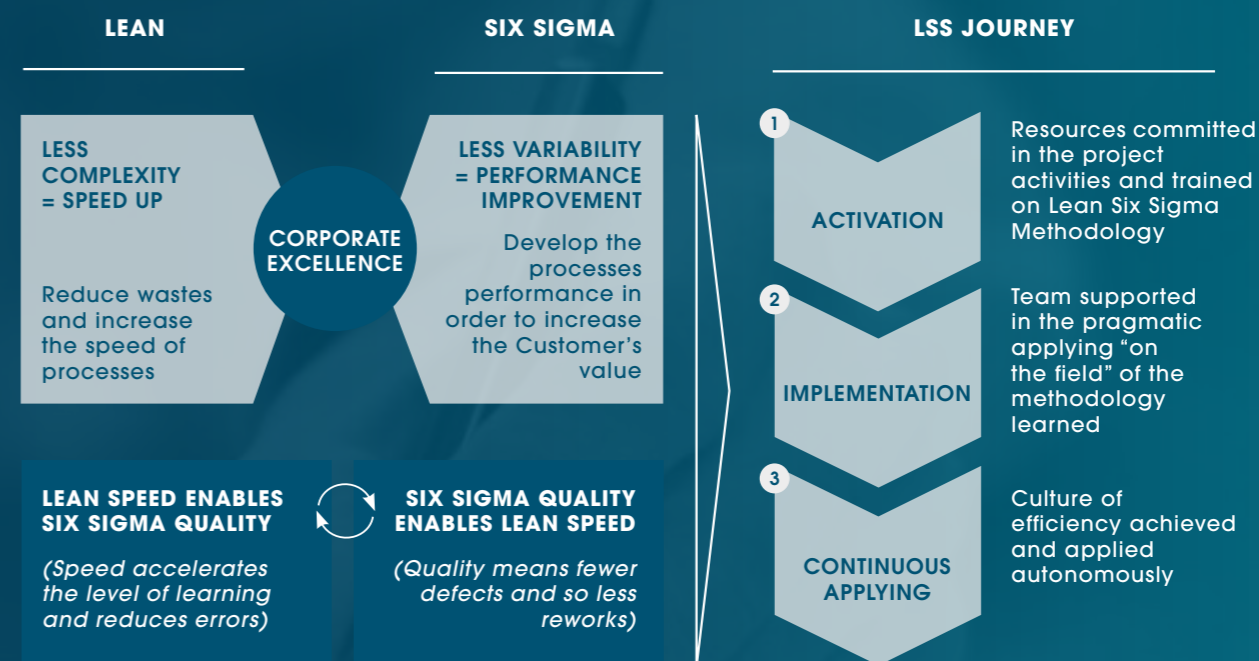 LEAN
LESS
COMPLEXITY
= SPEED UP
Reduce wastes
and increase
the speed of
processes
CORPORATE
EXCELLENCE
SIX SIGMA
LESS VARIABILITY
= PERFORMANCE
IMPROVEMENT
Develop the
processes
performance in
order to increase
the Customer’s
value
LEAN SPEED ENABLES
SIX SIGMA QUALITY
(Speed accelerates
the level of learning
and reduces errors)
SIX SIGMA QUALITY
ENABLES LEAN SPEED
(Quality means fewer
defects and so less
reworks)
LSS JOURNEY
1
ACTIVATION
Resources committed
in the project
activities and trained
on Lean Six Sigma
Methodology
2
IMPLEMENTATION
Team supported
in the pragmatic
applying “on
the field” of the
methodology
learned
3
CONTINUOUS
APPLYING
Culture of
efficiency achieved
and applied
autonomously